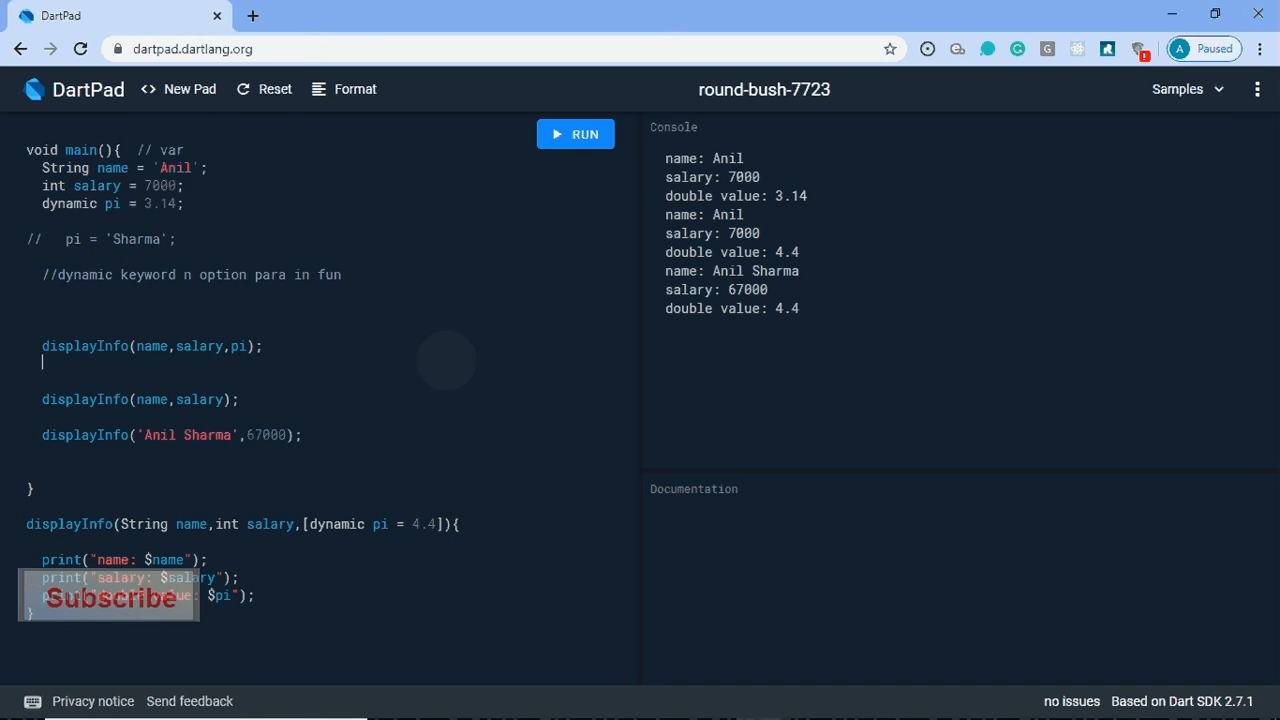 DartPad
dartpad.dartlang.org
A Paused
DartPad <> New Pad Reset Format round-bush-7723 Samples
RUN
void main(){  // var
String name = 'Anil';
int salary = 7000;
dynamic pi = 3.14;
//   pi = 'Sharma';
//dynamic keyword n option para in fun
displayInfo(name,salary,pi);
displayInfo(name,salary);
displayInfo('Anil Sharma',67000);
}
displayInfo(String name,int salary,[dynamic pi = 4.4]){
print("name: $name");
print("salary: $salary");
$pi");
}
Subscribe
Console
name: Anil
salary: 7000
double value: 3.14
name: Anil
salary: 7000
double value: 4.4
name: Anil Sharma
salary: 67000
double value: 4.4
Documentation
Privacy notice Send feedback no issues Based on Dart SDK 2.7.1